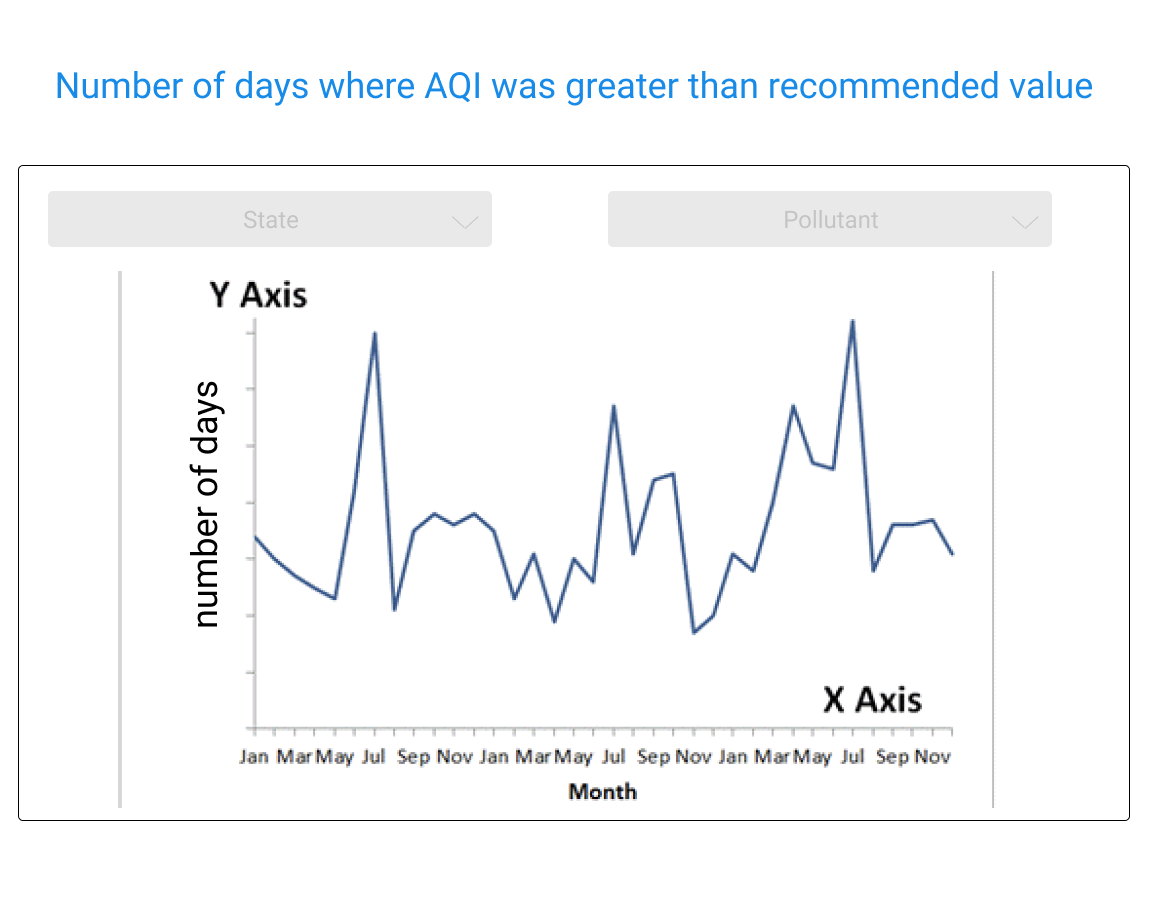 Number of days where AQI was greater than recommended value
State
Pollutant
Y Axis
number of days
X Axis
Jan Mar May Jul Sep Nov Jan Mar May Jul Sep Nov Jan Mar May Jul Sep Nov
Month